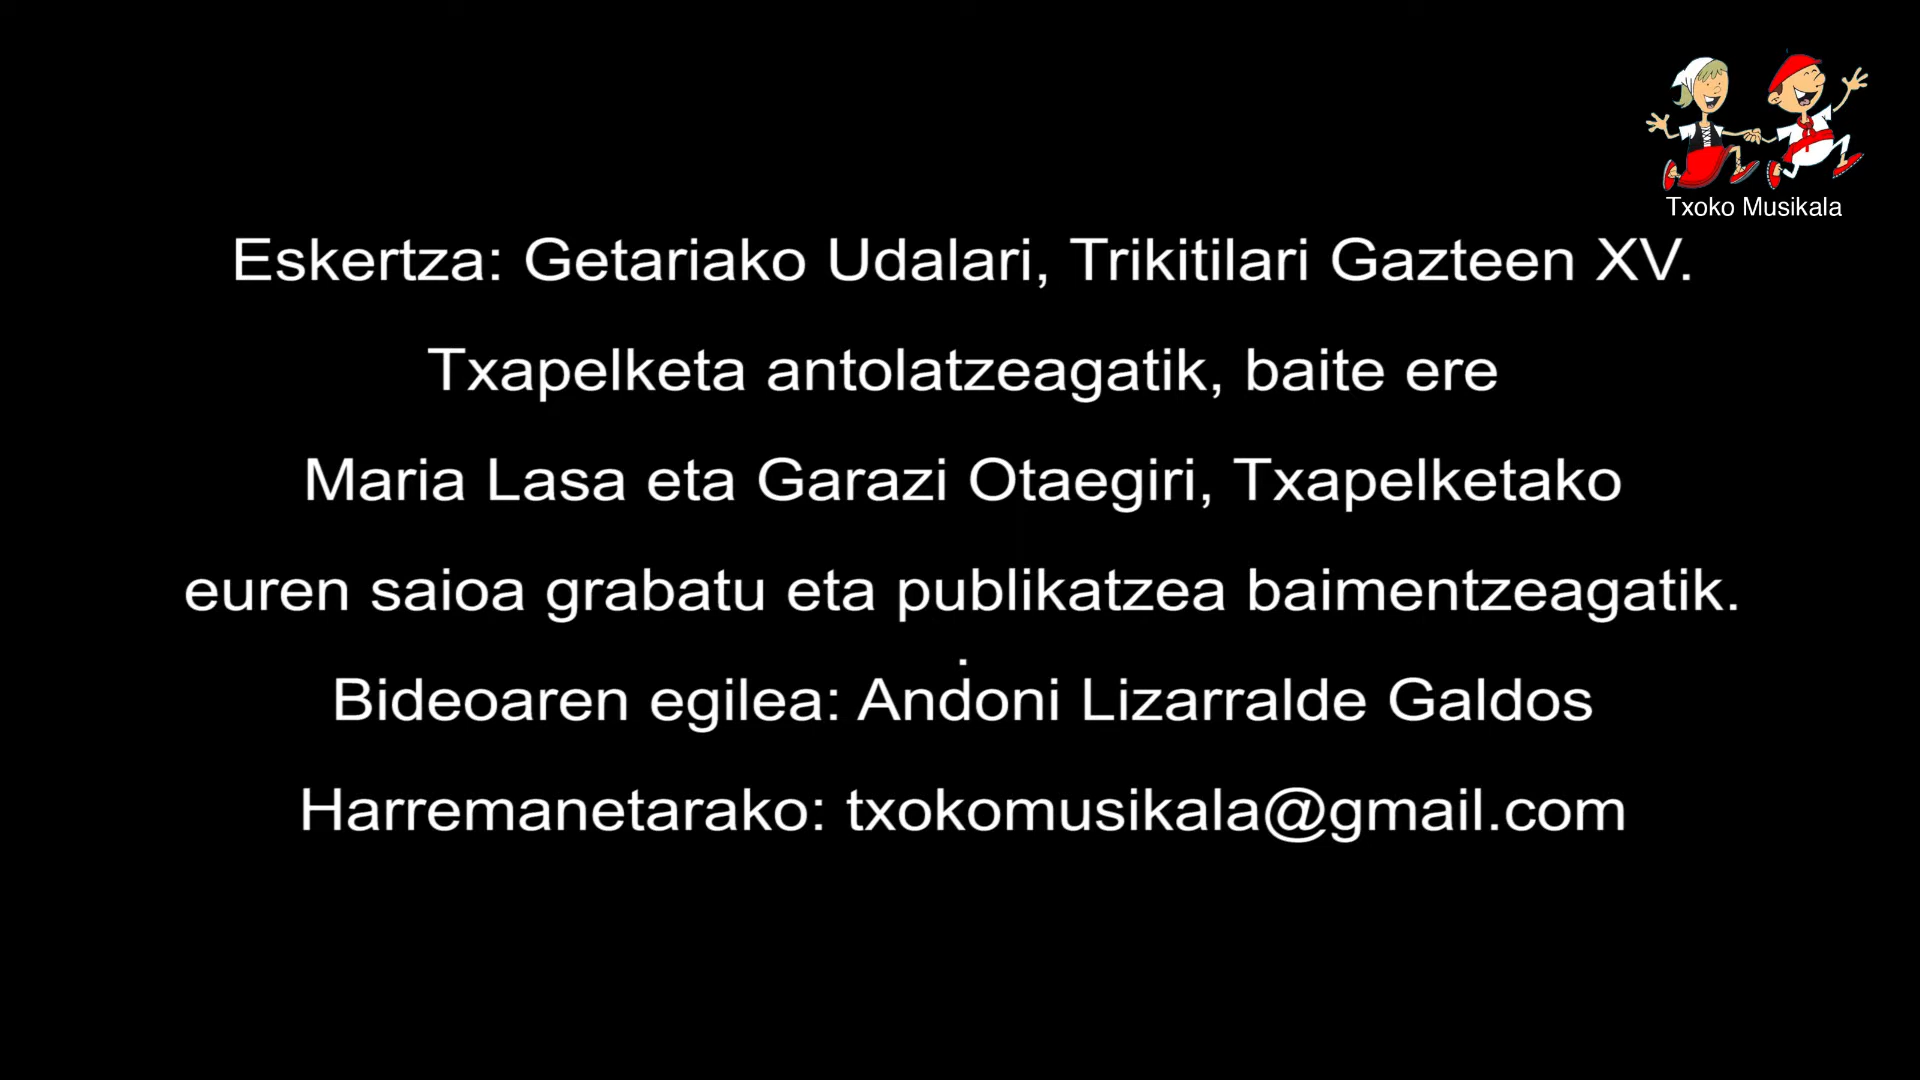 Txoko Musikala
Eskertza: Getariako Udalari, Trikitilari Gazteen XV.
Txapelketa antolatzeagatik, baite ere
Maria Lasa eta Garazi Otaegiri, Txapelketako
euren saioa grabatu eta publikatzea baimentzeagatik.
.
Bideoaren egilea: Andoni Lizarralde Galdos
Harremanetarako: txokomusikala@gmail.com